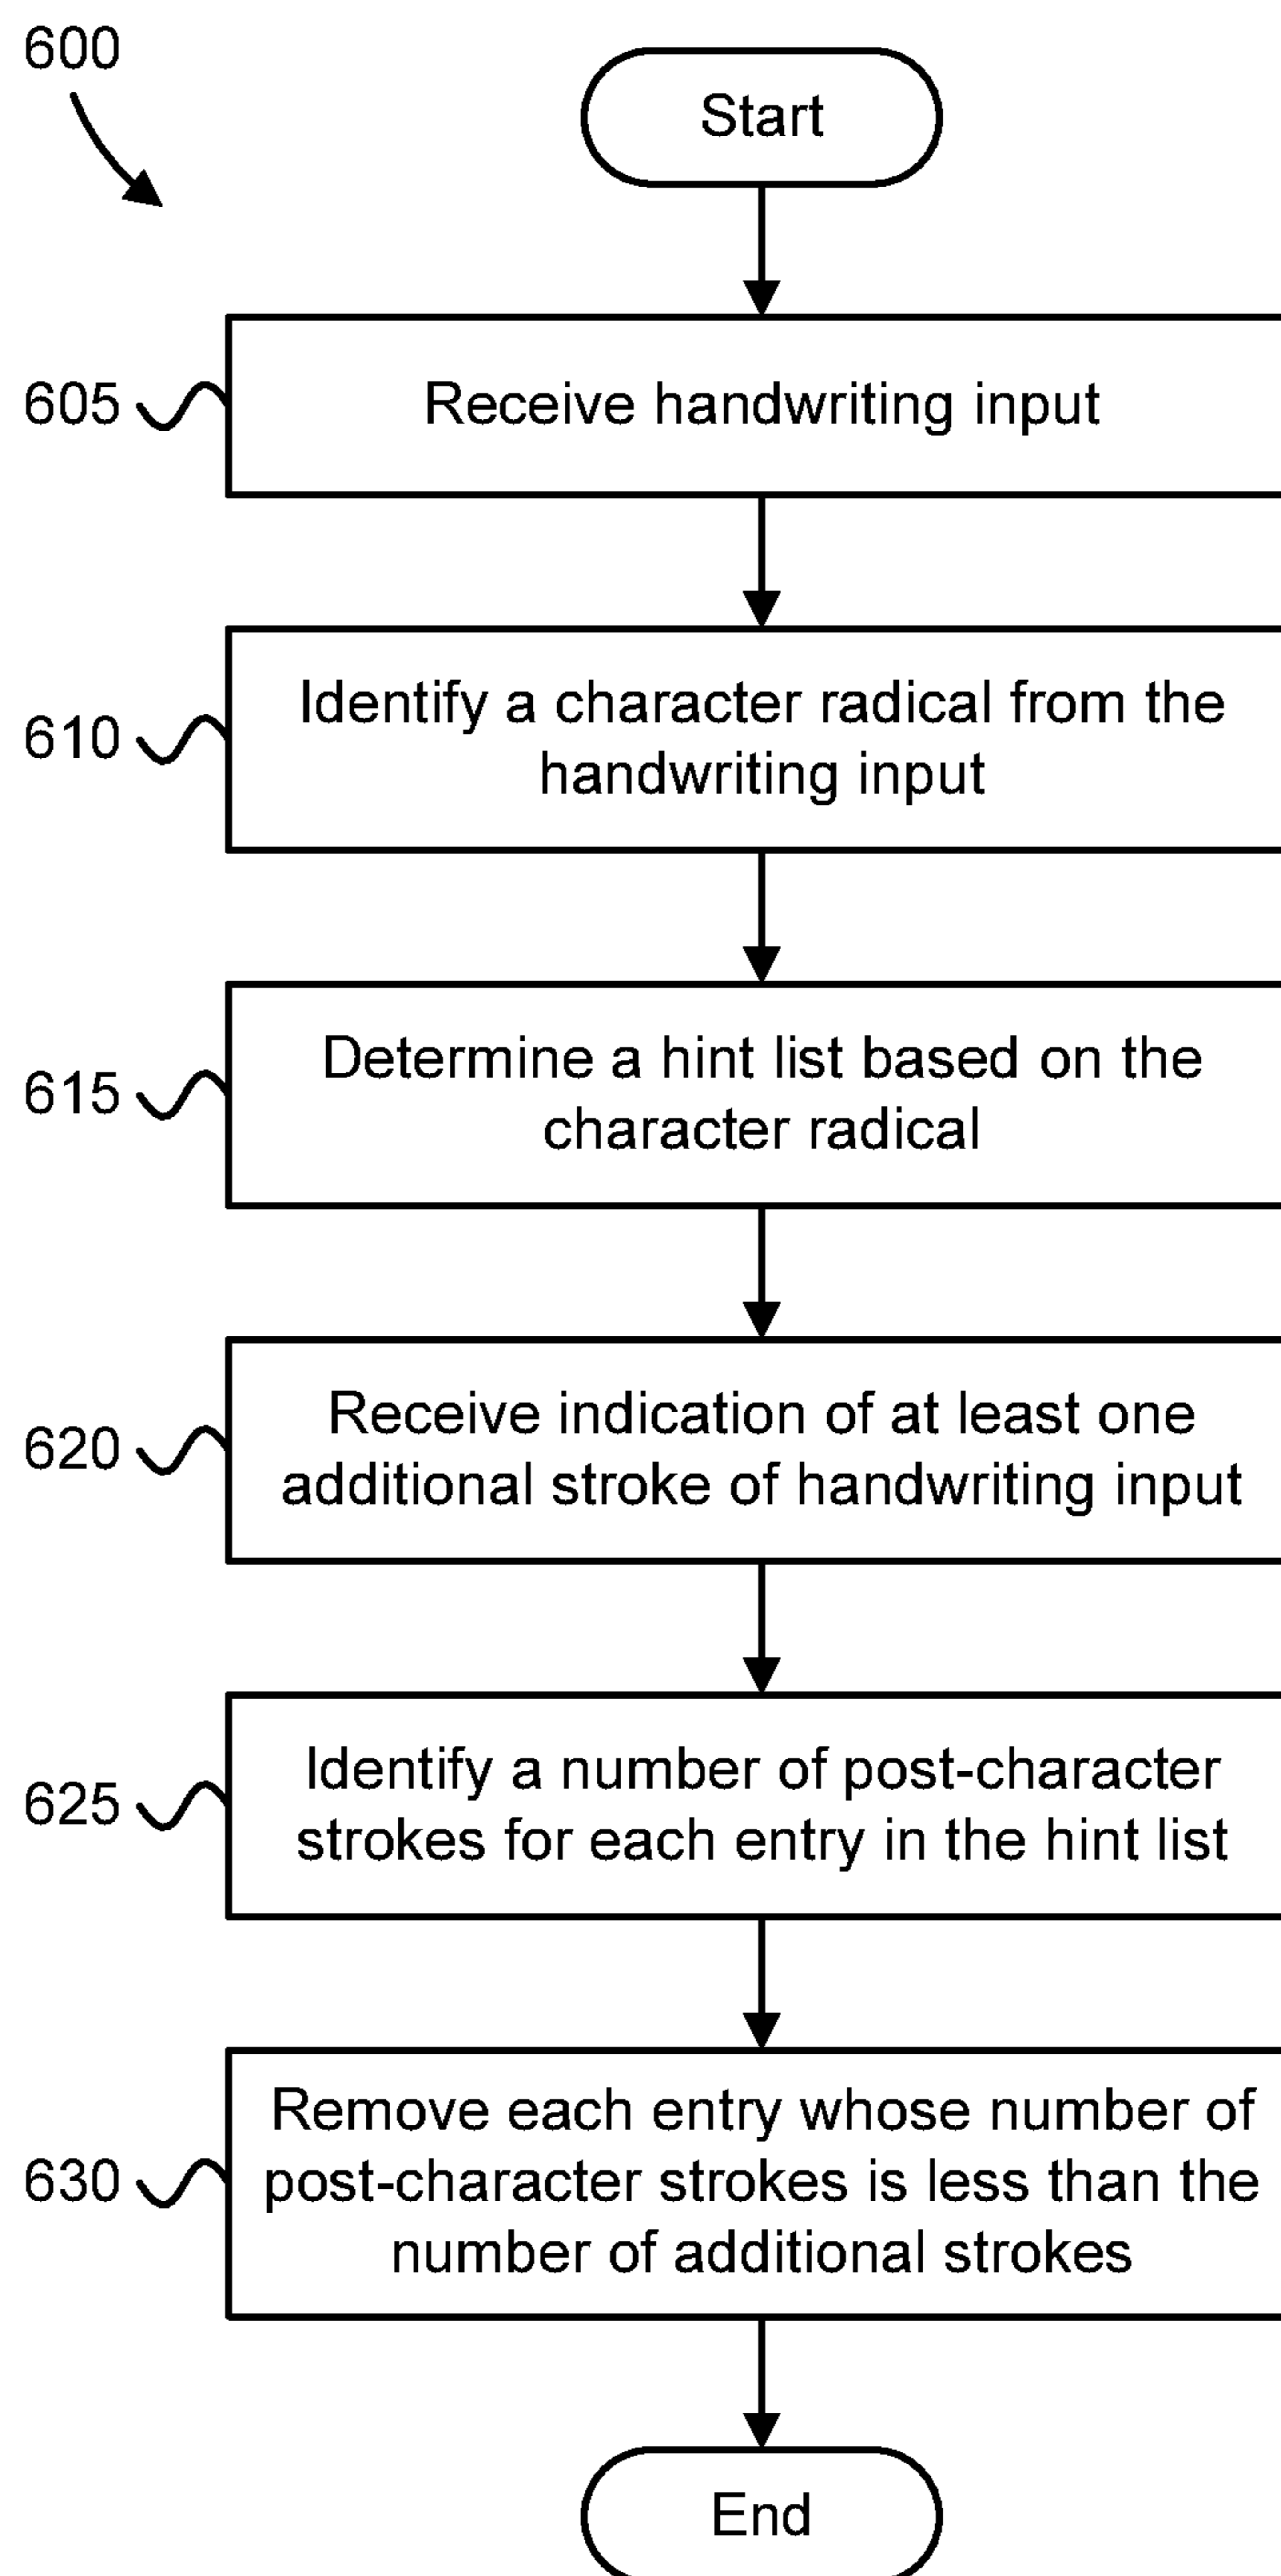 600
Start
605
Receive handwriting input
610
Identify a character radical from the
handwriting input
615
Determine a hint list based on the
character radical
620
Receive indication of at least one
additional stroke of handwriting input
625
Identify a number of post-character
strokes for each entry in the hint list
630
Remove each entry whose number of
post-character strokes is less than the
number of additional strokes
End